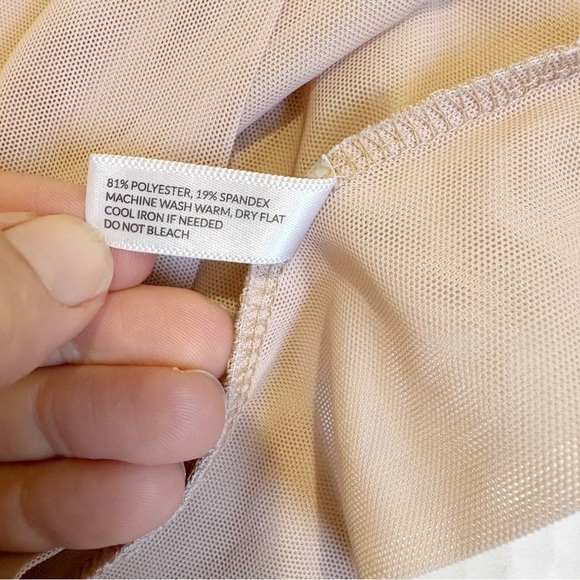 81% POLYESTER, 19% SPANDEX
MACHINE WASH WARM, DRY FLAT
COOL IRON IF NEEDED
DO NOT BLEACH